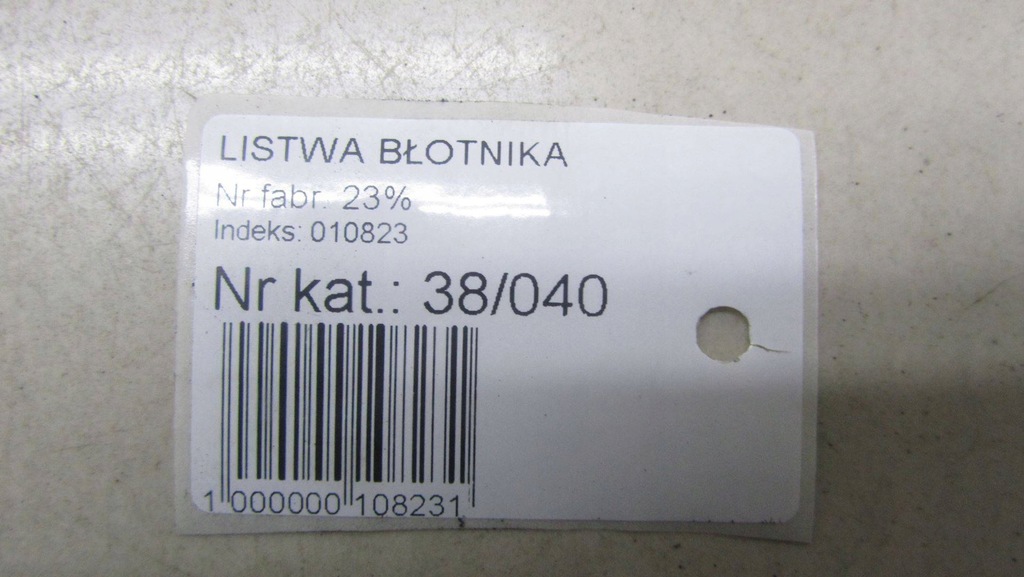 LISTWA BŁOTNIKA
Nr fabr.: 23%
Indeks: 010823
Nr kat.: 38/040
1 000000 108231